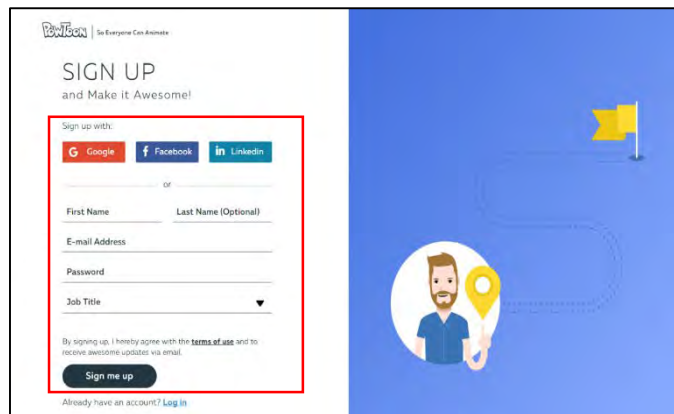 POWTOON | So Everyone Can Animate
SIGN UP
and Make it Awesome!
Sign up with:
G Google f Facebook in Linkedin
or
First Name Last Name (Optional)
E-mail Address
Password
Job Title
By signing up, I hereby agree with the terms of use and to
receive awesome updates via email.
Sign me up
Already have an account? Log in